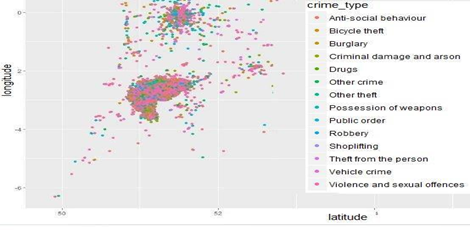 crime_type
Anti-social behaviour
Bicycle theft
Burglary
Criminal damage and arson
Drugs
Other crime
Other theft
Possession of weapons
Public order
Robbery
Shoplifting
Theft from the person
Vehicle crime
Violence and sexual offences
longitude
0
-2
-4
-6
50
52
latitude